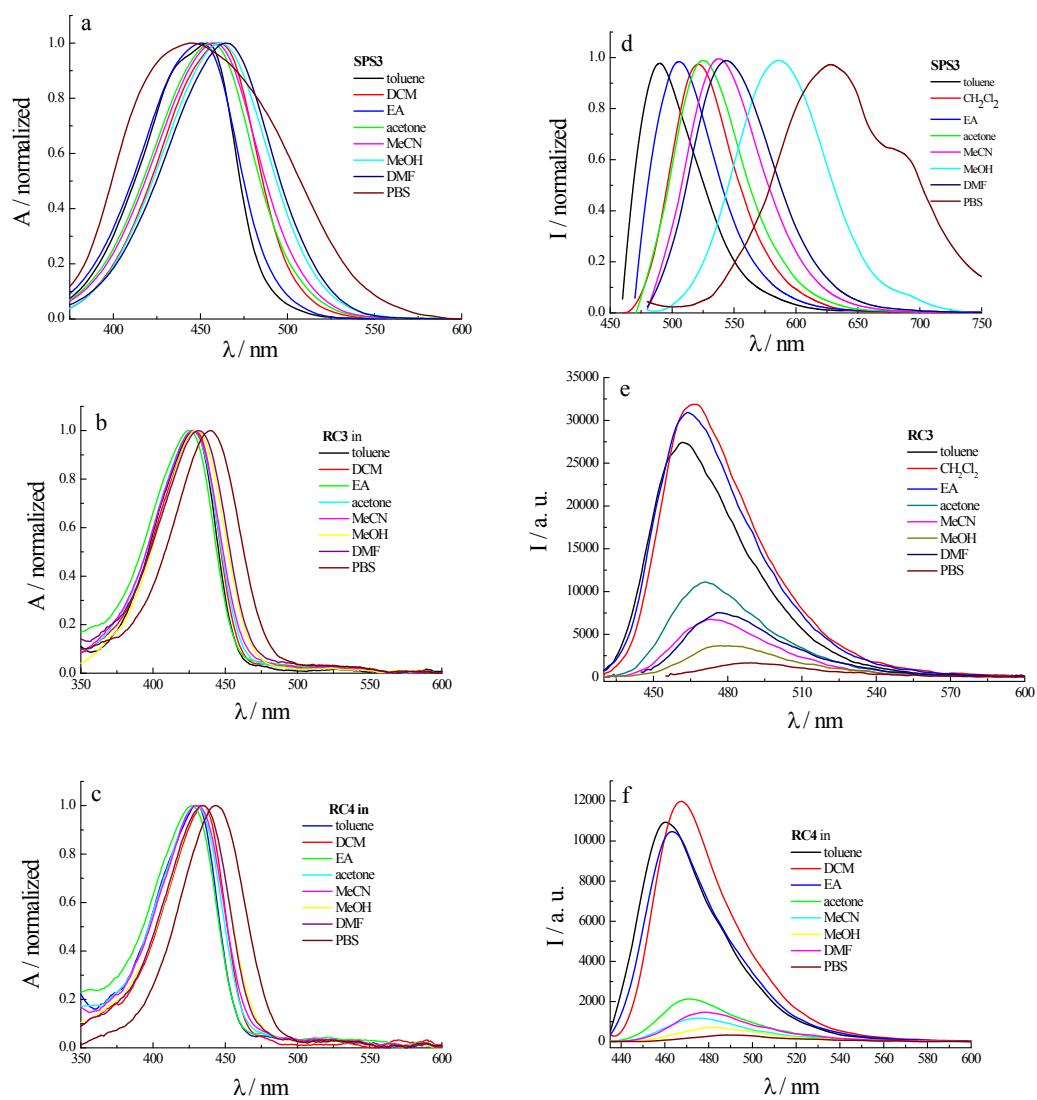 a
A / normalized
1.0
0.8
0.6
0.4
0.2
0.0
400
450
500
550
600
λ / nm
SPS3
toluene
DCM
EA
acetone
MeCN
MeOH
DMF
PBS
d
I / normalized
1.0
0.8
0.6
0.4
0.2
0.0
450
500
550
600
650
700
750
λ / nm
SPS3
toluene
CH2Cl2
EA
acetone
MeCN
MeOH
DMF
PBS
b
A / normalized
1.0
0.8
0.6
0.4
0.2
0.0
350
400
450
500
550
600
λ / nm
RC3 in
toluene
DCM
EA
acetone
MeCN
MeOH
DMF
PBS
e
I / a. u.
35000
30000
25000
20000
15000
10000
5000
0
450
480
510
540
570
600
λ / nm
RC3
toluene
CH2Cl2
EA
acetone
MeCN
MeOH
DMF
PBS
c
A / normalized
1.0
0.8
0.6
0.4
0.2
0.0
350
400
450
500
550
600
λ / nm
RC4 in
toluene
DCM
EA
acetone
MeCN
MeOH
DMF
PBS
f
I / a. u.
12000
10000
8000
6000
4000
2000
0
440
460
480
500
520
540
560
580
600
λ / nm
RC4 in
toluene
DCM
EA
acetone
MeCN
MeOH
DMF
PBS